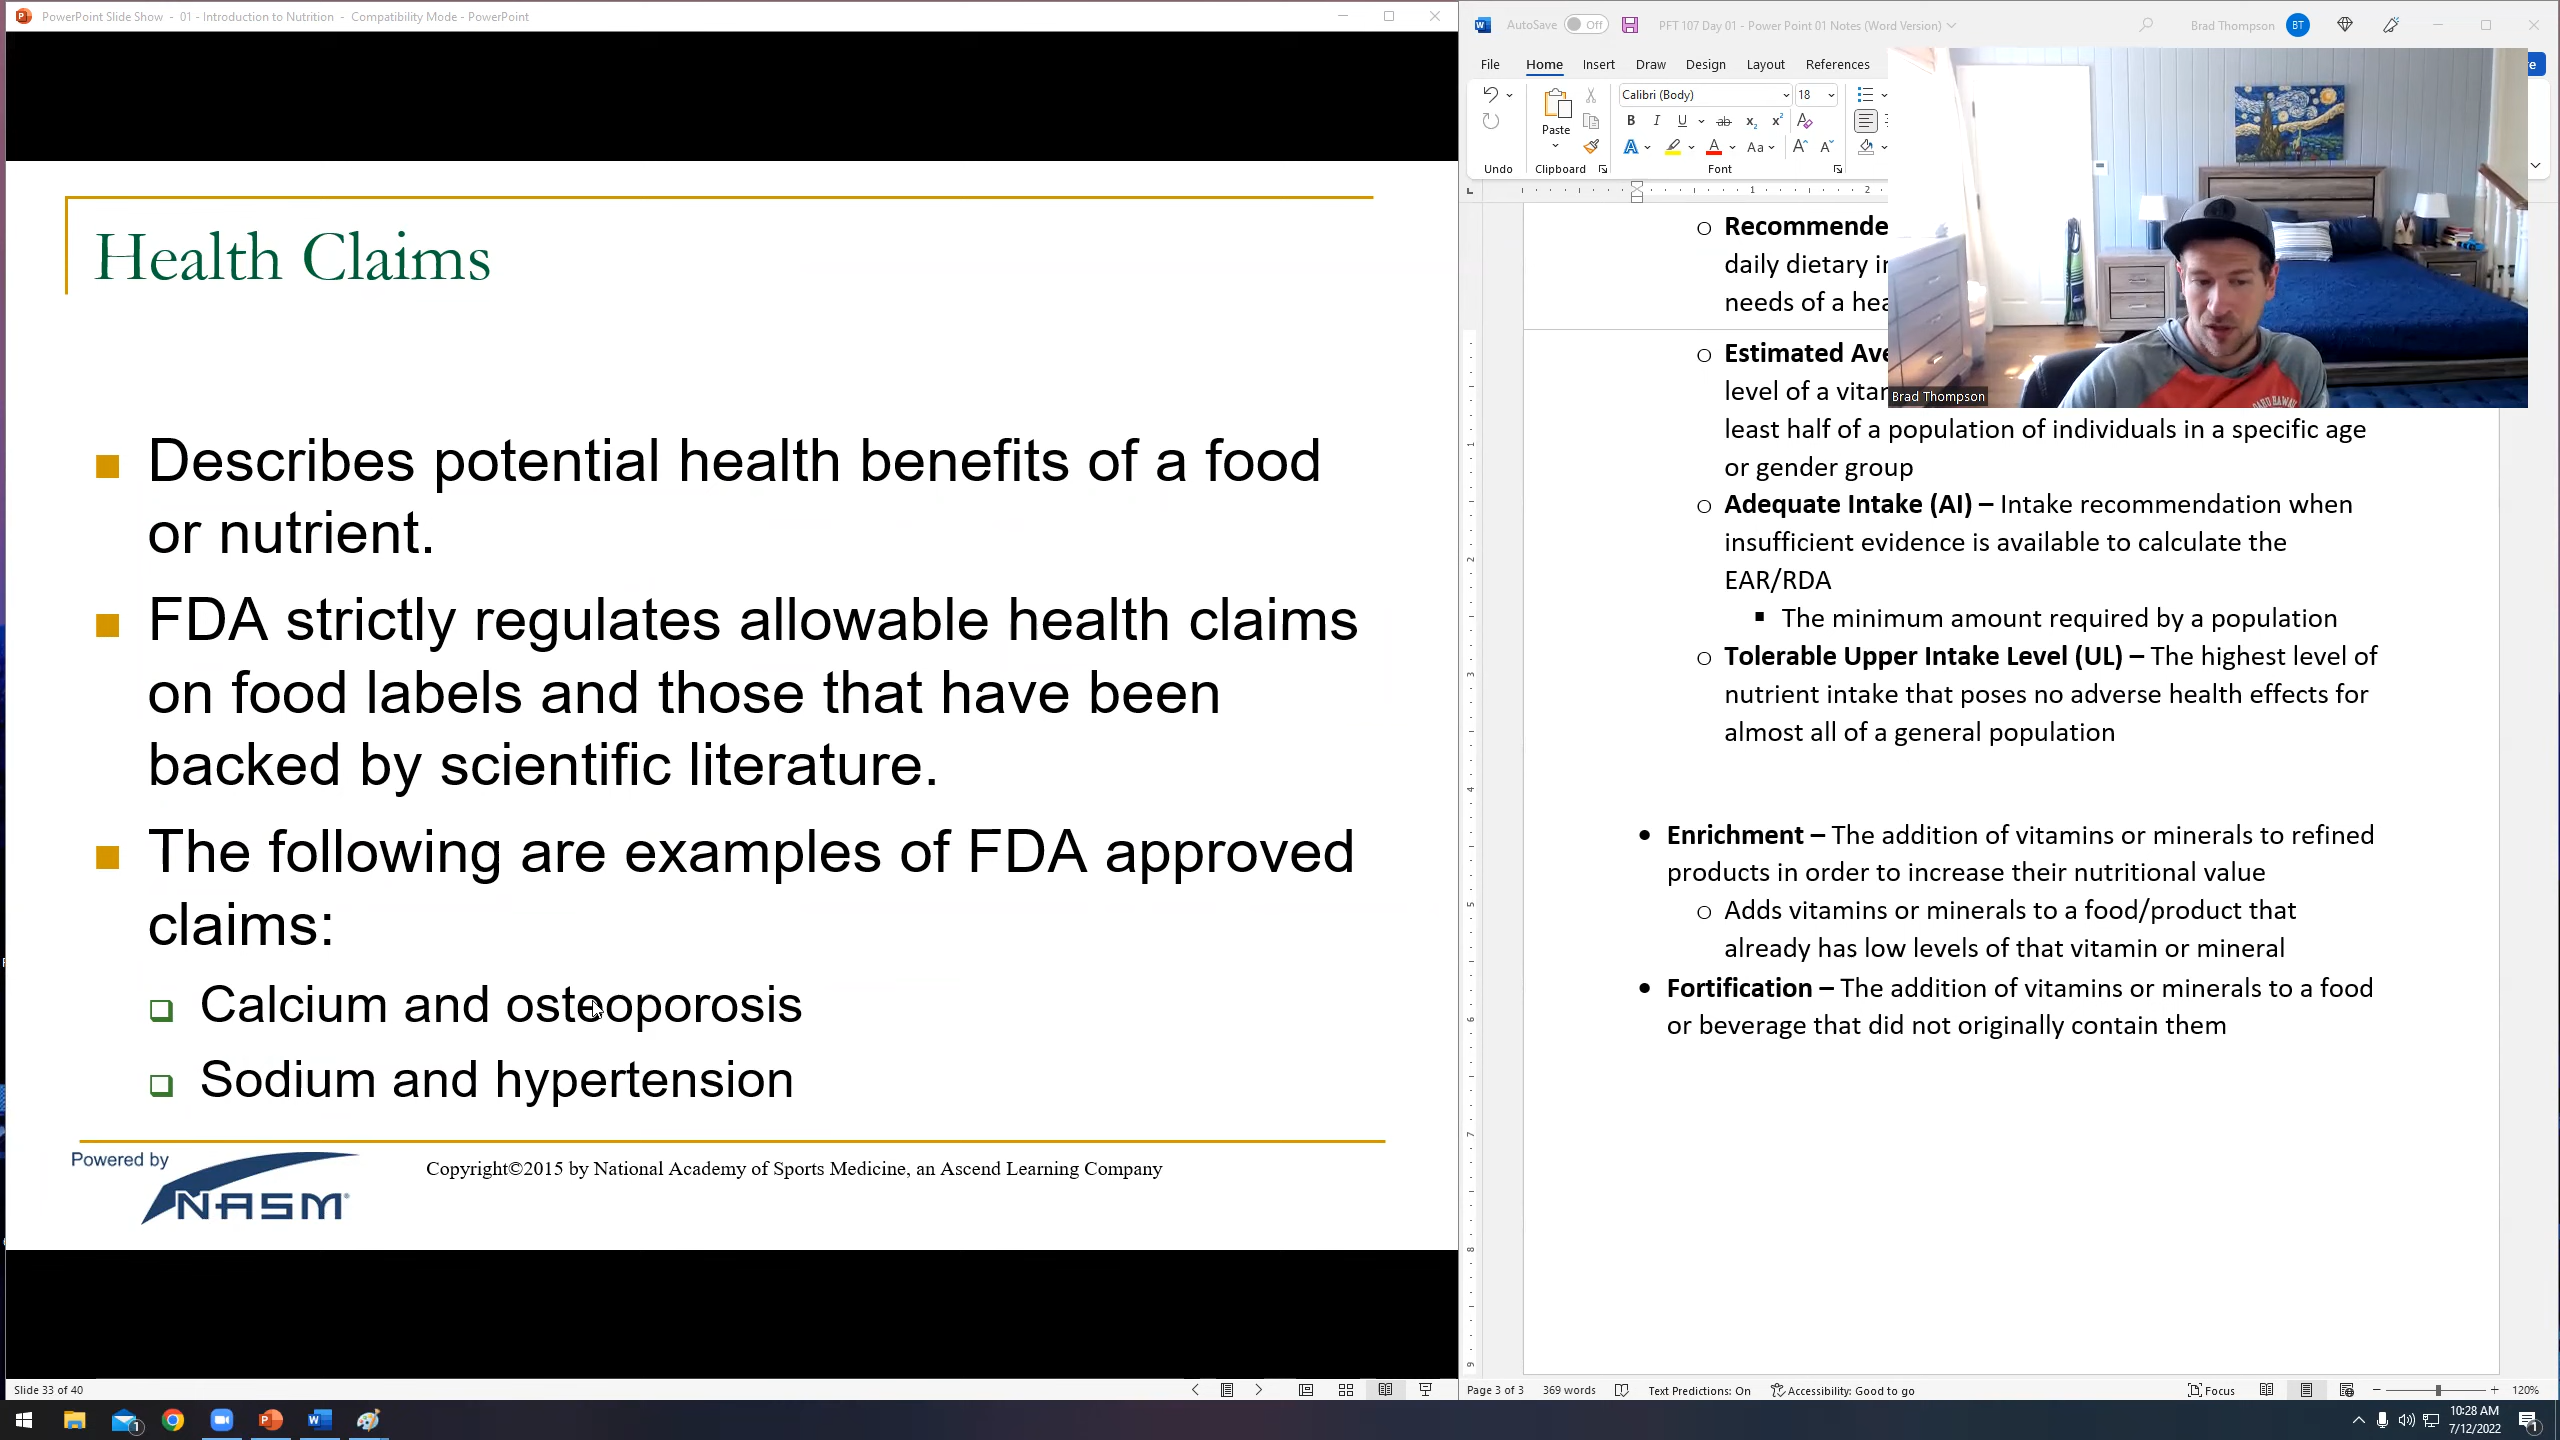 PowerPoint Slide Show - 01 - Introduction to Nutrition - Compatibility Mode - PowerPoint
Health Claims
Describes potential health benefits of a food
or nutrient.
FDA strictly regulates allowable health claims
on food labels and those that have been
backed by scientific literature.
The following are examples of FDA approved
claims:
Calcium and osteoporosis
Sodium and hypertension
Powered by
NASM
Copyright©2015 by National Academy of Sports Medicine, an Ascend Learning Company
Slide 33 of 40
AutoSave Off PFT 107 Day 01 - Power Point 01 Notes (Word Version) Brad Thompson BT
File Home Insert Draw Design Layout References
Calibri (Body) 18
Paste
Undo Clipboard Font
1 2
Recommende
daily dietary
needs of a
Estimated
level of a
Brad Thompson
least half of a population of individuals in a specific age
or gender group
Adequate Intake (AI) – Intake recommendation when
insufficient evidence is available to calculate the
EAR/RDA
The minimum amount required by a population
Tolerable Upper Intake Level (UL) – The highest level of
nutrient intake that poses no adverse health effects for
almost all of a general population
Enrichment – The addition of vitamins or minerals to refined
products in order to increase their nutritional value
Adds vitamins or minerals to a food/product that
already has low levels of that vitamin or mineral
Fortification – The addition of vitamins or minerals to a food
or beverage that did not originally contain them
Page 3 of 3 369 words Text Predictions: On Accessibility: Good to go Focus 120%
10:28 AM
7/12/2022